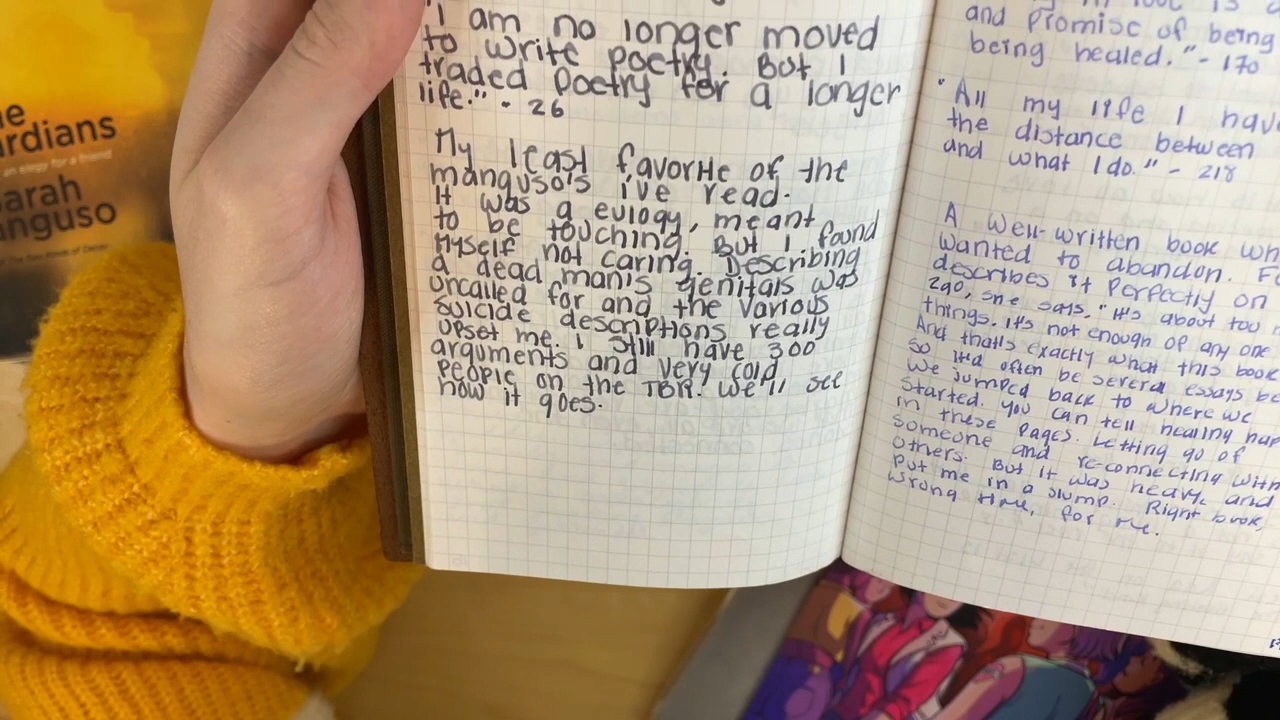 "I am no longer moved
to write poetry. But I
traded poetry for a longer
life." - 26
My least favorite of the
manguso's i've read.
It was a eulogy, meant
to be touching. But I found
myself not caring. Describing
a dead man's genitals was
uncalled for and the various
suicide descriptions really
upset me. I still have 300
arguments and very cold
people on the TBR. We'll see
how it goes.
and promise of being
being healed." - 170
"All my life I hav
the distance between
and what I do." - 218
A well-written book wh
wanted to abandon. F
describes it perfectly on
290, she says, "it's about too
things. It's not enough of any one
And that's exactly what this book
so it'd often be several essays be
we jumped back to where we
started. You can tell healing hap
in these pages. Letting go of
someone and re-connecting with
others. But it was heavy and
put me in a slump. Right book,
wrong time, for me.
he
rdians
an elegy for a friend
Sarah
anguso